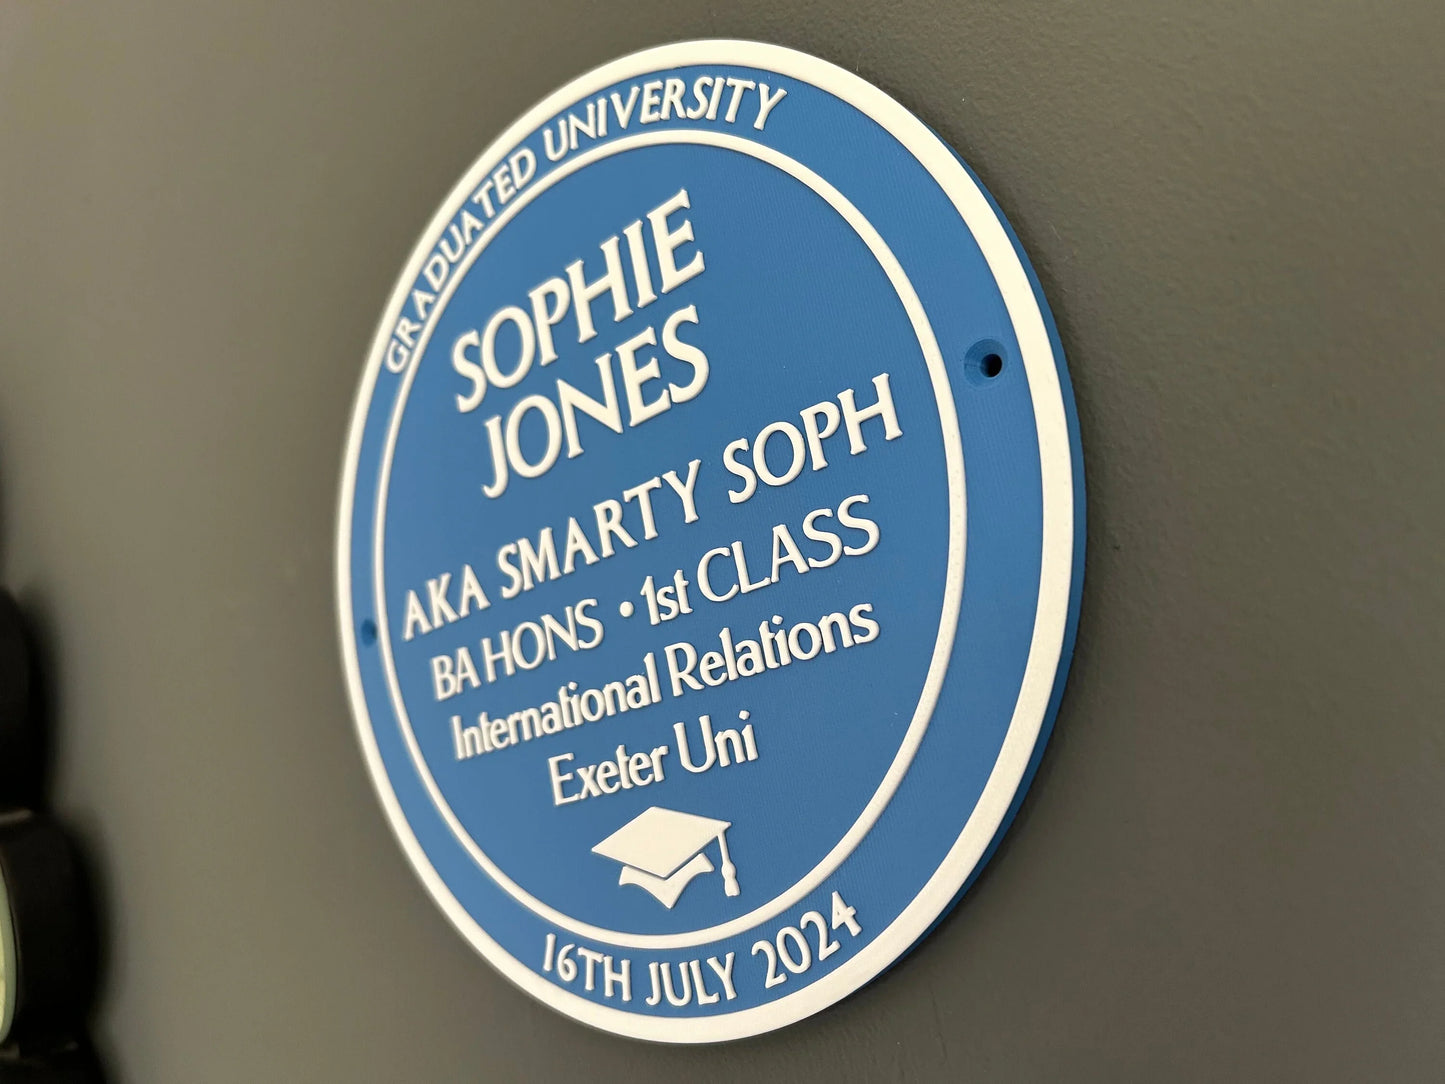 GRADUATED UNIVERSITY
SOPHIE
JONES
AKA SMARTY SOPH
BA HONS • 1st CLASS
International Relations
Exeter Uni
16TH JULY 2024